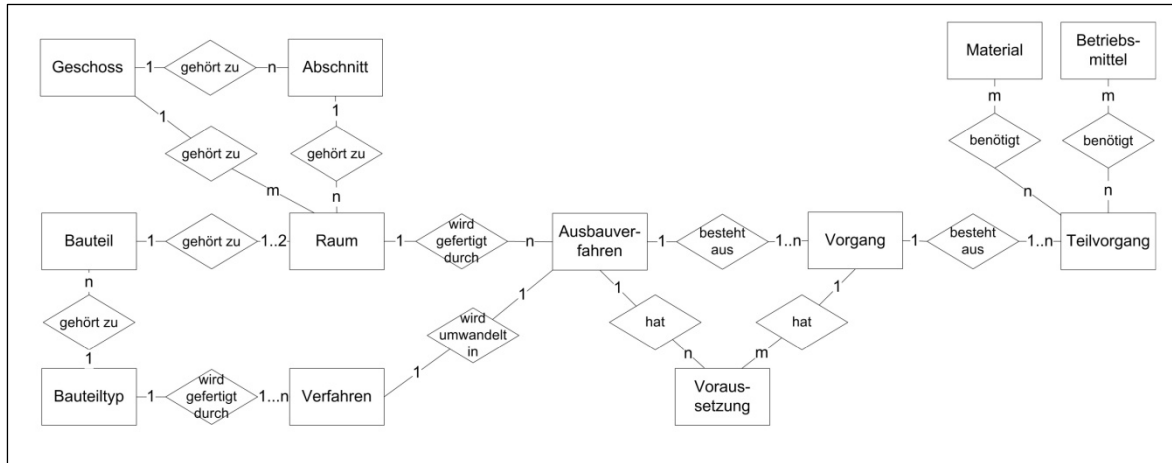 Geschoss
1
gehört zu
n
Abschnitt
Material
Betriebs-
mittel
1
gehört zu
m
1
gehört zu
n
m
benötigt
n
m
benötigt
n
Bauteil
1
gehört zu
1..2
Raum
1
wird
gefertigt
durch
n
Ausbauver-
fahren
1
besteht
aus
1..n
Vorgang
1
besteht
aus
1..n
Teilvorgang
n
gehört zu
1
1
wird
umwandelt
in
1
1
hat
n
1
hat
m
Bauteiltyp
1
wird
gefertigt
durch
1...n
Verfahren
Voraus-
setzung